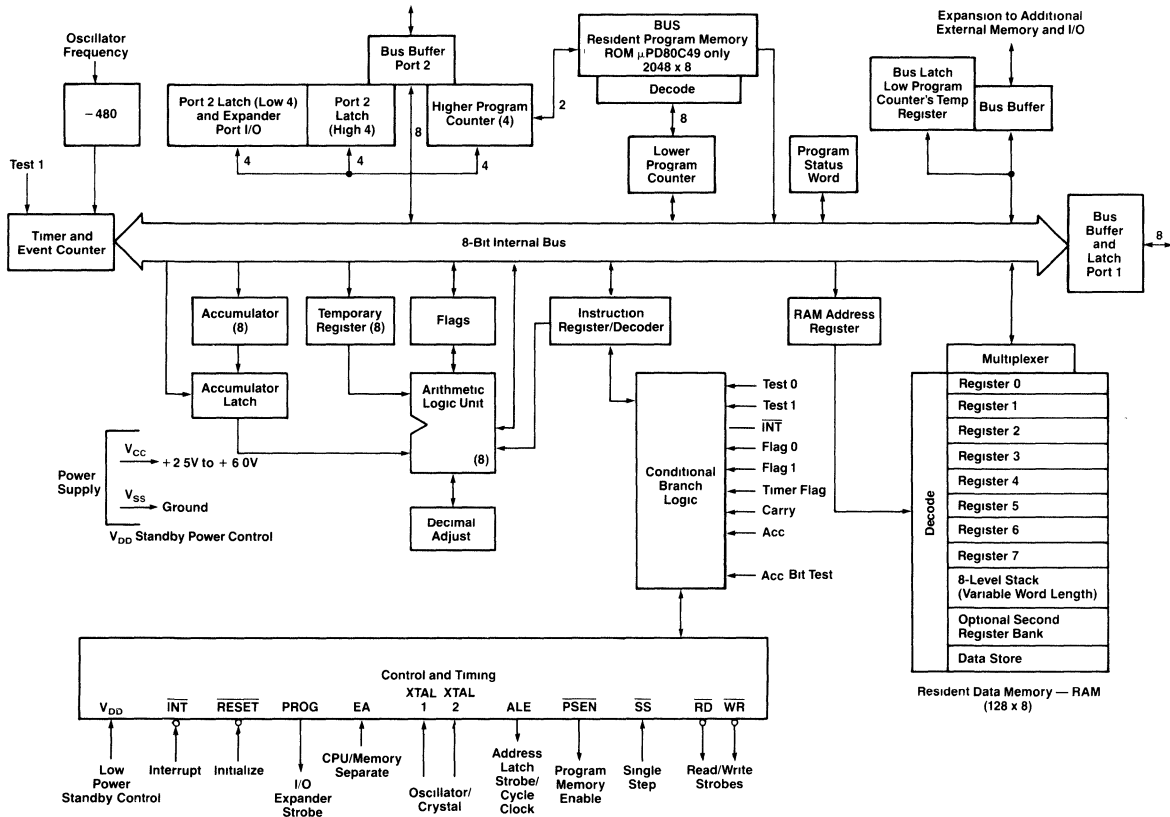 Oscillator
Frequency
– 480
Test 1
Timer and
Event Counter
Bus Buffer
Port 2
Port 2 Latch (Low 4)
and Expander
Port I/O
Port 2
Latch
(High 4)
Higher Program
Counter (4)
4
4
4
8
2
BUS
Resident Program Memory
ROM μPD80C49 only
2048 x 8
Decode
8
Lower
Program
Counter
Program
Status
Word
Expansion to Additional
External Memory and I/O
Bus Latch
Low Program
Counter's Temp
Register
Bus Buffer
8-Bit Internal Bus
Bus
Buffer
and
Latch
Port 1
8
Accumulator
(8)
Temporary
Register (8)
Flags
Instruction
Register/Decoder
RAM Address
Register
Accumulator
Latch
Arithmetic
Logic Unit
(8)
Decimal
Adjust
Power
Supply
VCC
+2 5V to + 6 0V
VSS
Ground
VDD Standby Power Control
Conditional
Branch
Logic
Test 0
Test 1
I̅N̅T̅
Flag 0
Flag 1
Timer Flag
Carry
Acc
Acc Bit Test
Multiplexer
Decode
Register 0
Register 1
Register 2
Register 3
Register 4
Register 5
Register 6
Register 7
8-Level Stack
(Variable Word Length)
Optional Second
Register Bank
Data Store
Resident Data Memory — RAM
(128 x 8)
Control and Timing
XTAL XTAL
VDD I̅N̅T̅ R̅E̅S̅E̅T̅ PROG EA 1 2 ALE P̅S̅E̅N̅ S̅S̅ R̅D̅ W̅R̅
Low
Power
Standby Control
Interrupt
Initialize
I/O
Expander
Strobe
CPU/Memory
Separate
Oscillator/
Crystal
Address
Latch
Strobe/
Cycle
Clock
Program
Memory
Enable
Single
Step
Read/Write
Strobes